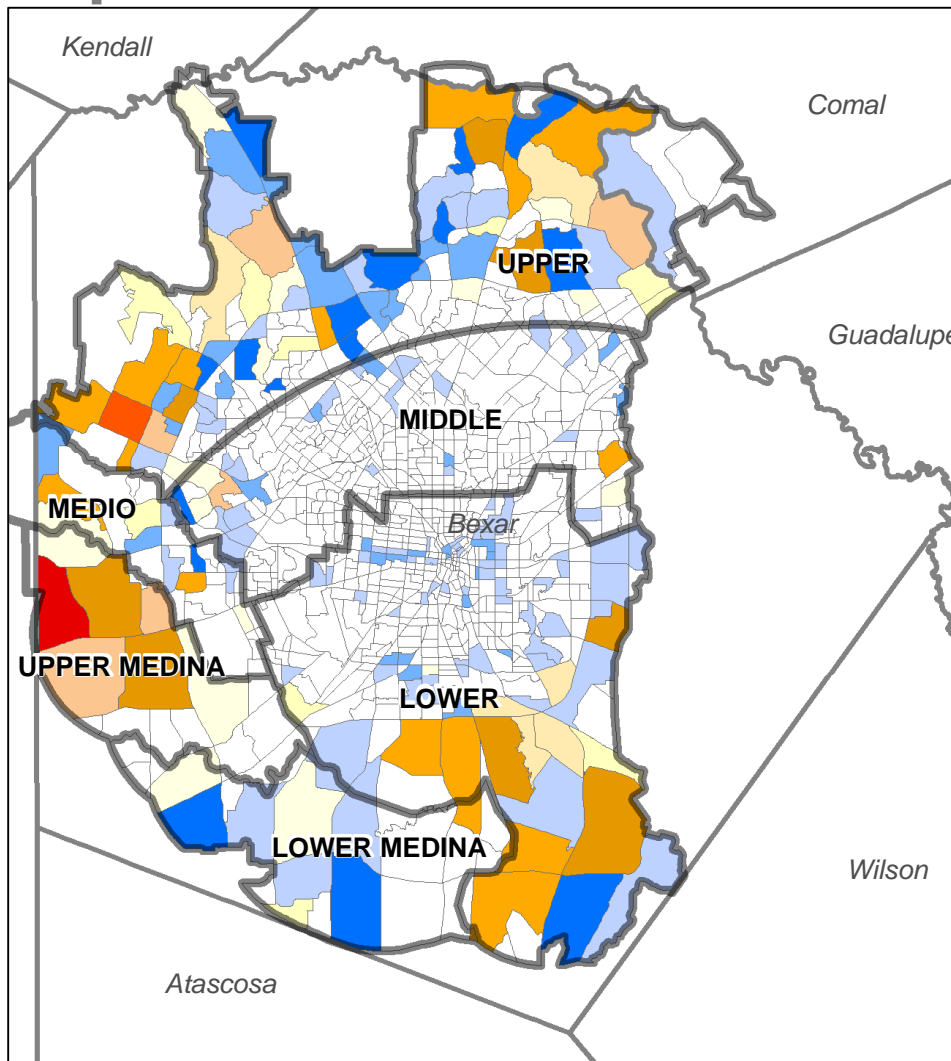 Kendall
Comal
UPPER
Guadalupe
MIDDLE
MEDIO
Bexar
UPPER MEDINA
LOWER
LOWER MEDINA
Wilson
Atascosa